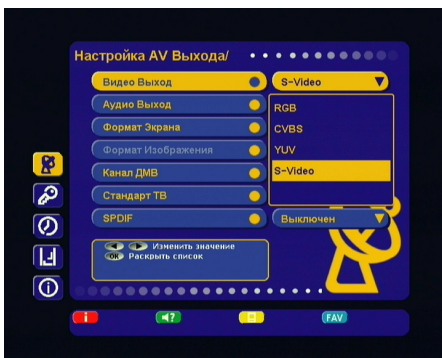 Настройка AV Выхода/
Видео Выход
S-Video
Аудио Выход
RGB
Формат Экрана
CVBS
Формат Изображения
YUV
Канал ДМВ
S-Video
Стандарт ТВ
SPDIF
Выключен
Изменить значение
OK Раскрыть список
i
?
FAV